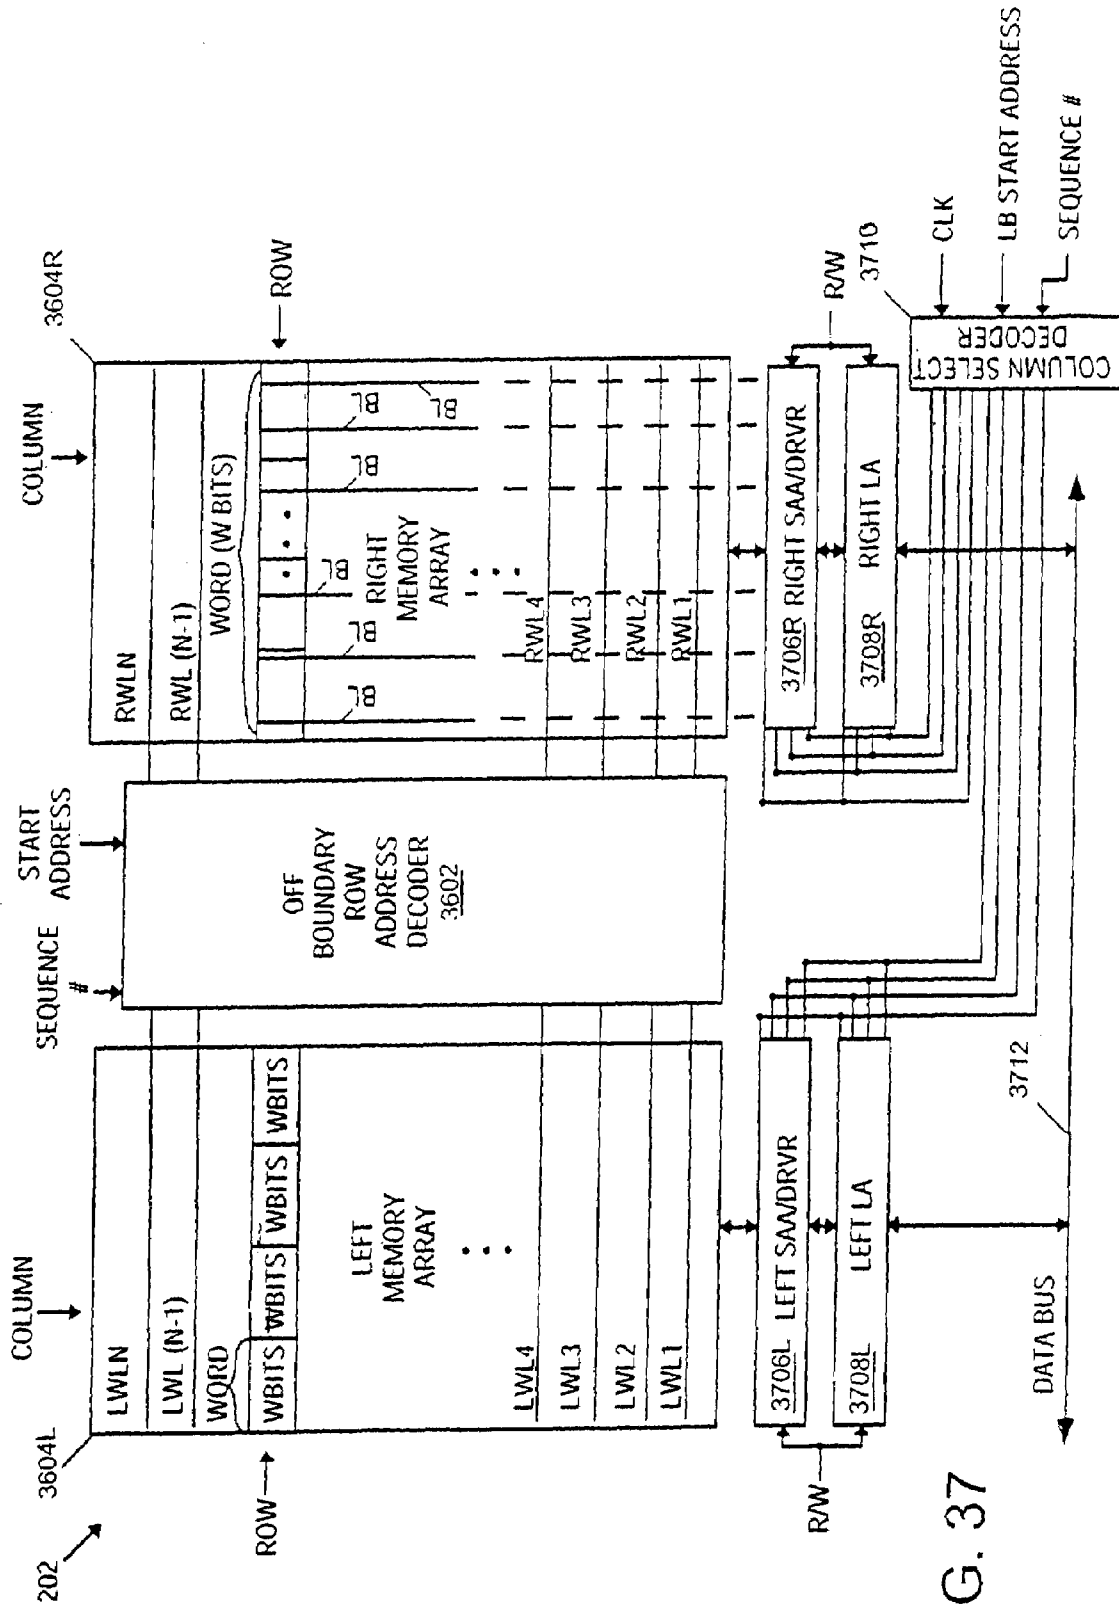 202
3604L
COLUMN
SEQUENCE
#
START
ADDRESS
COLUMN
3604R
LWLN
LWL (N-1)
WORD
ROW
WBITS
WBITS
WBITS
WBITS
LEFT
MEMORY
ARRAY
• • •
LWL4
LWL3
LWL2
LWL1
OFF
BOUNDARY
ROW
ADDRESS
DECODER
3602
RWLN
RWL (N-1)
WORD (W BITS)
ROW
• • •
BL
BL
BL
BL
BL
BL
BL
RIGHT
MEMORY
ARRAY
• • •
RWL4
RWL3
RWL2
RWL1
R/W
3706L LEFT SAA/DRVR
3708L LEFT LA
3706R RIGHT SAA/DRVR
3708R RIGHT LA
R/W
3710
COLUMN SELECT
DECODER
CLK
LB START ADDRESS
SEQUENCE #
DATA BUS
3712
G. 37